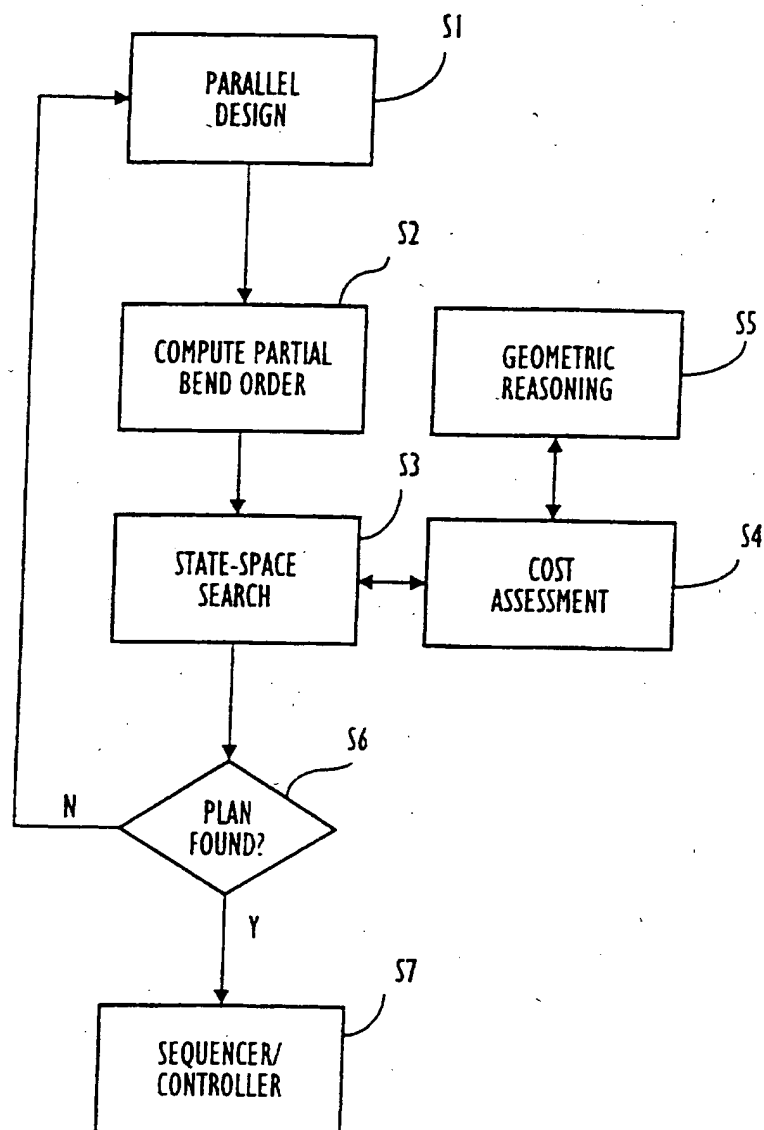 S1
PARALLEL
DESIGN
S2
COMPUTE PARTIAL
BEND ORDER
S5
GEOMETRIC
REASONING
S3
STATE-SPACE
SEARCH
S4
COST
ASSESSMENT
S6
PLAN
FOUND?
N
Y
S7
SEQUENCER/
CONTROLLER